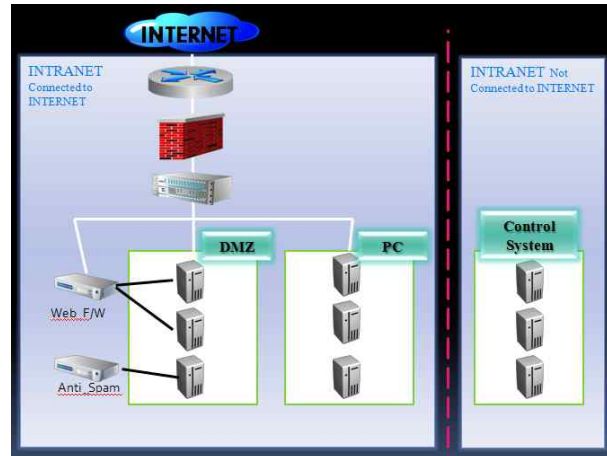 INTERNET
INTRANET
Connected to
INTERNET
INTRANET Not
Connected to INTERNET
DMZ
PC
Control
System
Web_F/W
Anti_Spam